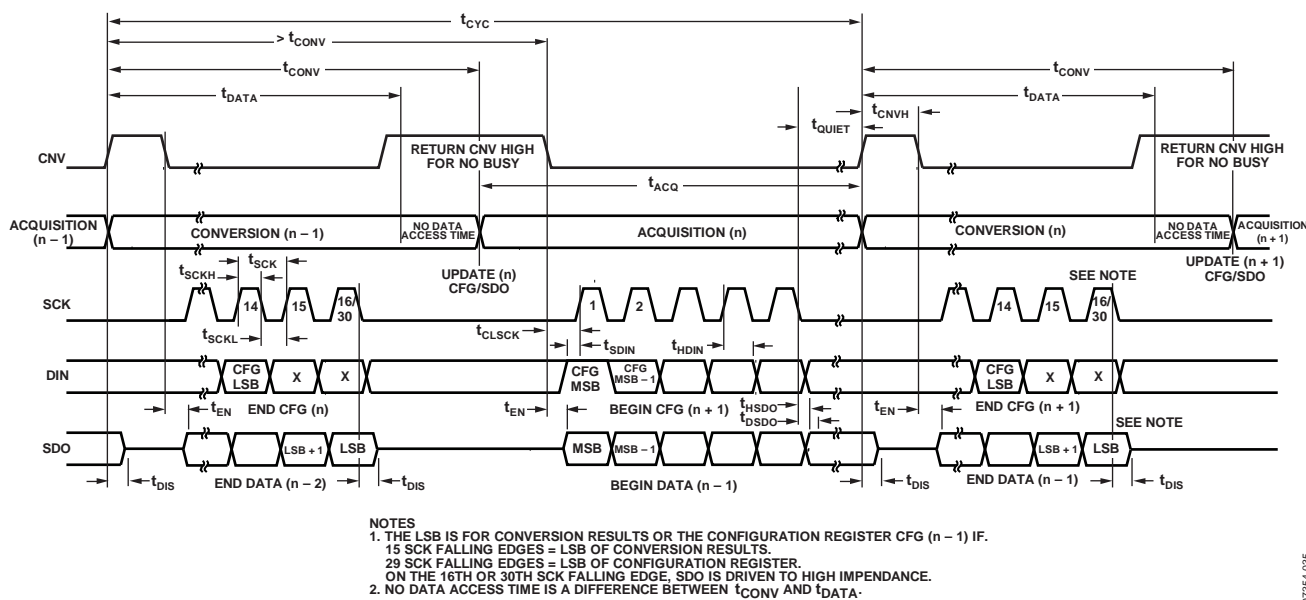 tCYC
> tCONV
tCONV
tCONV
tDATA
tDATA
tCNVH
tQUIET
CNV
RETURN CNV HIGH
FOR NO BUSY
RETURN CNV HIGH
FOR NO BUSY
tACQ
ACQUISITION
(n – 1)
CONVERSION (n – 1)
NO DATA
ACCESS TIME
ACQUISITION (n)
CONVERSION (n)
NO DATA
ACCESS TIME
ACQUISITION
(n + 1)
UPDATE (n)
CFG/SDO
UPDATE (n + 1)
CFG/SDO
tSCK
tSCKH
SEE NOTE
SCK
14
15
16/
30
1
2
14
15
16/
30
tSCKL
tCLSCK
tSDIN
tHDIN
DIN
CFG
LSB
X
X
CFG
MSB
CFG
MSB – 1
CFG
LSB
X
X
tEN
END CFG (n)
tEN
BEGIN CFG (n + 1)
tHSDO
tDSDO
tEN
END CFG (n + 1)
SEE NOTE
SDO
LSB + 1
LSB
MSB
MSB – 1
LSB + 1
LSB
tDIS
END DATA (n – 2)
tDIS
BEGIN DATA (n – 1)
tDIS
END DATA (n – 1)
tDIS
NOTES
1. THE LSB IS FOR CONVERSION RESULTS OR THE CONFIGURATION REGISTER CFG (n – 1) IF.
15 SCK FALLING EDGES = LSB OF CONVERSION RESULTS.
29 SCK FALLING EDGES = LSB OF CONFIGURATION REGISTER.
ON THE 16TH OR 30TH SCK FALLING EDGE, SDO IS DRIVEN TO HIGH IMPENDANCE.
2. NO DATA ACCESS TIME IS A DIFFERENCE BETWEEN tCONV AND tDATA.